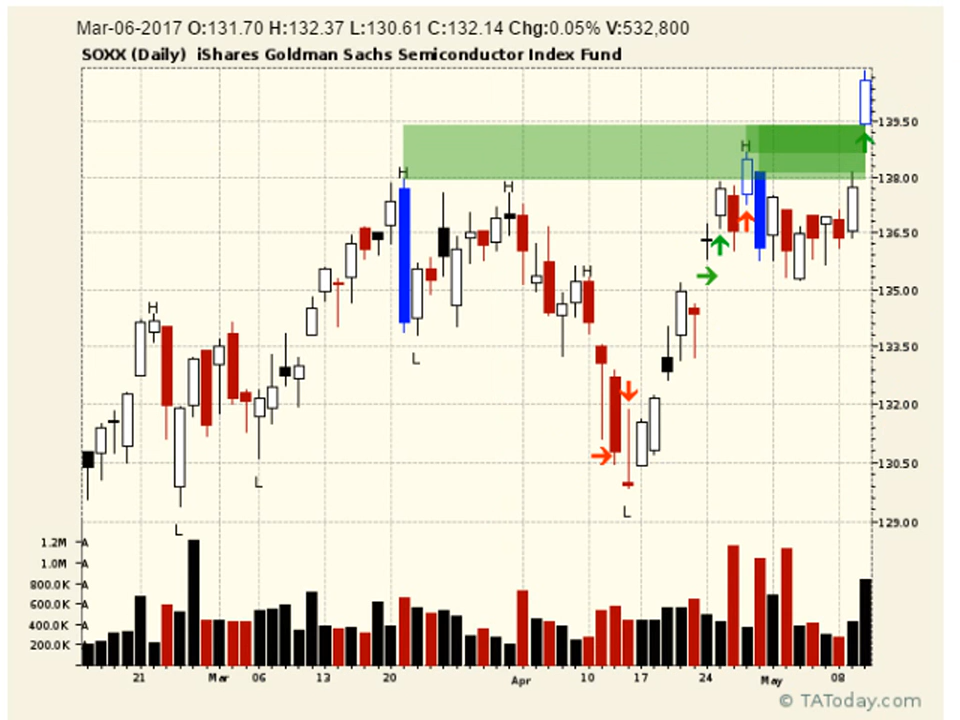 Mar-06-2017 O:131.70 H:132.37 L:130.61 C:132.14 Chg:0.05% V:532,800
SOXX (Daily) iShares Goldman Sachs Semiconductor Index Fund
139.50
H
H
138.00
H
136.50
H
135.00
H
L
133.50
132.00
130.50
L
L
129.00
L
1.2M A
1.0M A
800.0K A
600.0K A
400.0K A
200.0K A
21 Mar 06 13 20 Apr 10 17 24 May 08
© TAToday.com